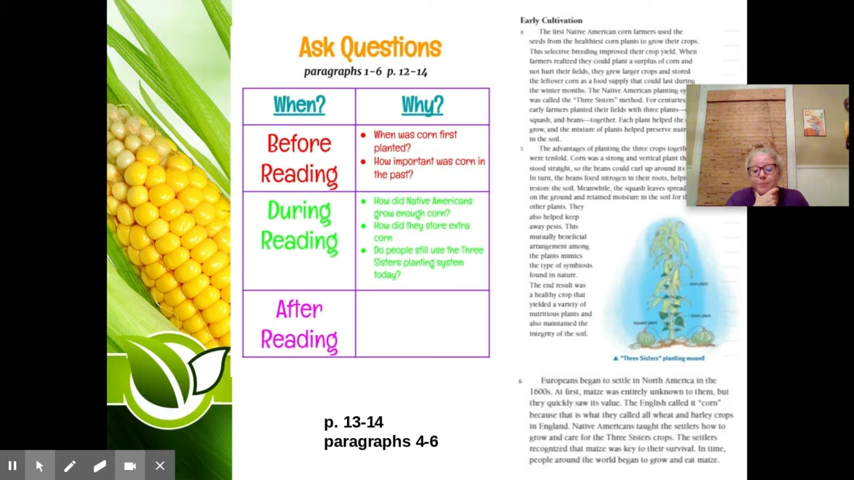 Ask Questions
paragraphs 1-6 p. 12-14
When?
Why?
Before
Reading
• When was corn first
planted?
• How important was corn in
the past?
During
Reading
• How did Native Americans
grow enough corn?
• How did they store extra
corn
• Do people still use the Three
Sisters planting system
today?
After
Reading
p. 13-14
paragraphs 4-6
Early Cultivation
4 The first Native American corn farmers used the
seeds from the healthiest corn plants to grow their crops.
This selective breeding improved their crop yield. When
farmers realized they could plant a surplus of corn and
not hurt their fields, they grew larger crops and stored
the leftover corn as a food supply that could last during
the winter months. The Native American planting
was called the "Three Sisters" method. For centuries,
early farmers planted their fields with three plants—
squash, and beans—together. Each plant helped the
grow, and the mixture of plants helped preserve
in the soil.
5 The advantages of planting the three crops
were tenfold. Corn was a strong and vertical plant
stood straight, so the beans could curl up around
In turn, the beans fixed nitrogen in their roots,
restore the soil. Meanwhile, the squash leaves spread
on the ground and retained moisture in the soil for
other plants. They
also helped keep
away pests. This
mutually beneficial
arrangement among
the plants mimics
the type of symbiosis
found in nature.
The end result was
a healthy crop that
yielded a variety of
nutritious plants and
also maintained the
integrity of the soil.
corn plant
bean plant
squash plant
▲ "Three Sisters" planting mound
6 Europeans began to settle in North America in the
1600s. At first, maize was entirely unknown to them, but
they quickly saw its value. The English called it "corn"
because that is what they called all wheat and barley crops
in England. Native Americans taught the settlers how to
grow and care for the Three Sisters crops. The settlers
recognized that maize was key to their survival. In time,
people around the world began to grow and eat maize.